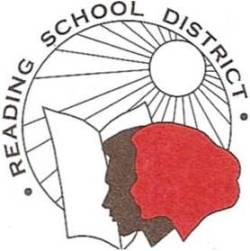 • READING SCHOOL DISTRICT •